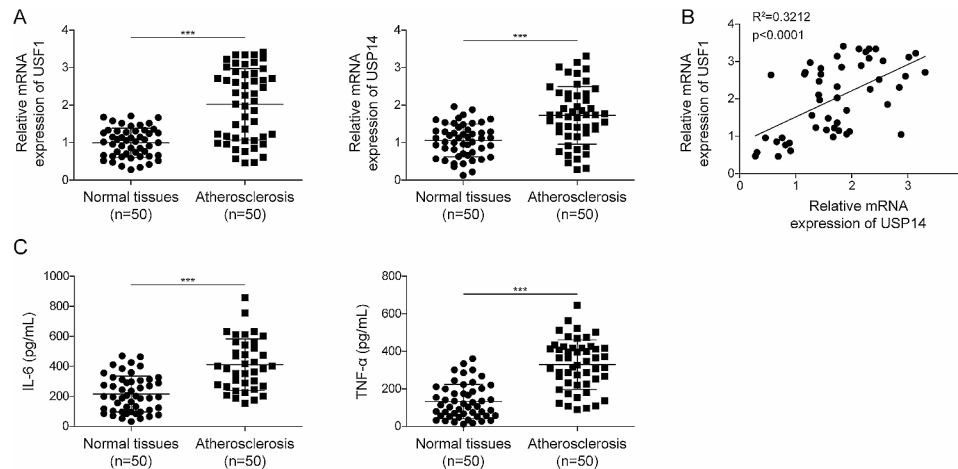 A
Relative mRNA
expression of USF1
4
3
2
1
0
***
Normal tissues
(n=50)
Atherosclerosis
(n=50)
Relative mRNA
expression of USP14
4
3
2
1
0
***
Normal tissues
(n=50)
Atherosclerosis
(n=50)
B
R²=0.3212
p<0.0001
Relative mRNA
expression of USF1
4
3
2
1
0
0 1 2 3
Relative mRNA
expression of USP14
C
IL-6 (pg/mL)
1000
800
600
400
200
0
***
Normal tissues
(n=50)
Atherosclerosis
(n=50)
TNF-α (pg/mL)
800
600
400
200
0
***
Normal tissues
(n=50)
Atherosclerosis
(n=50)